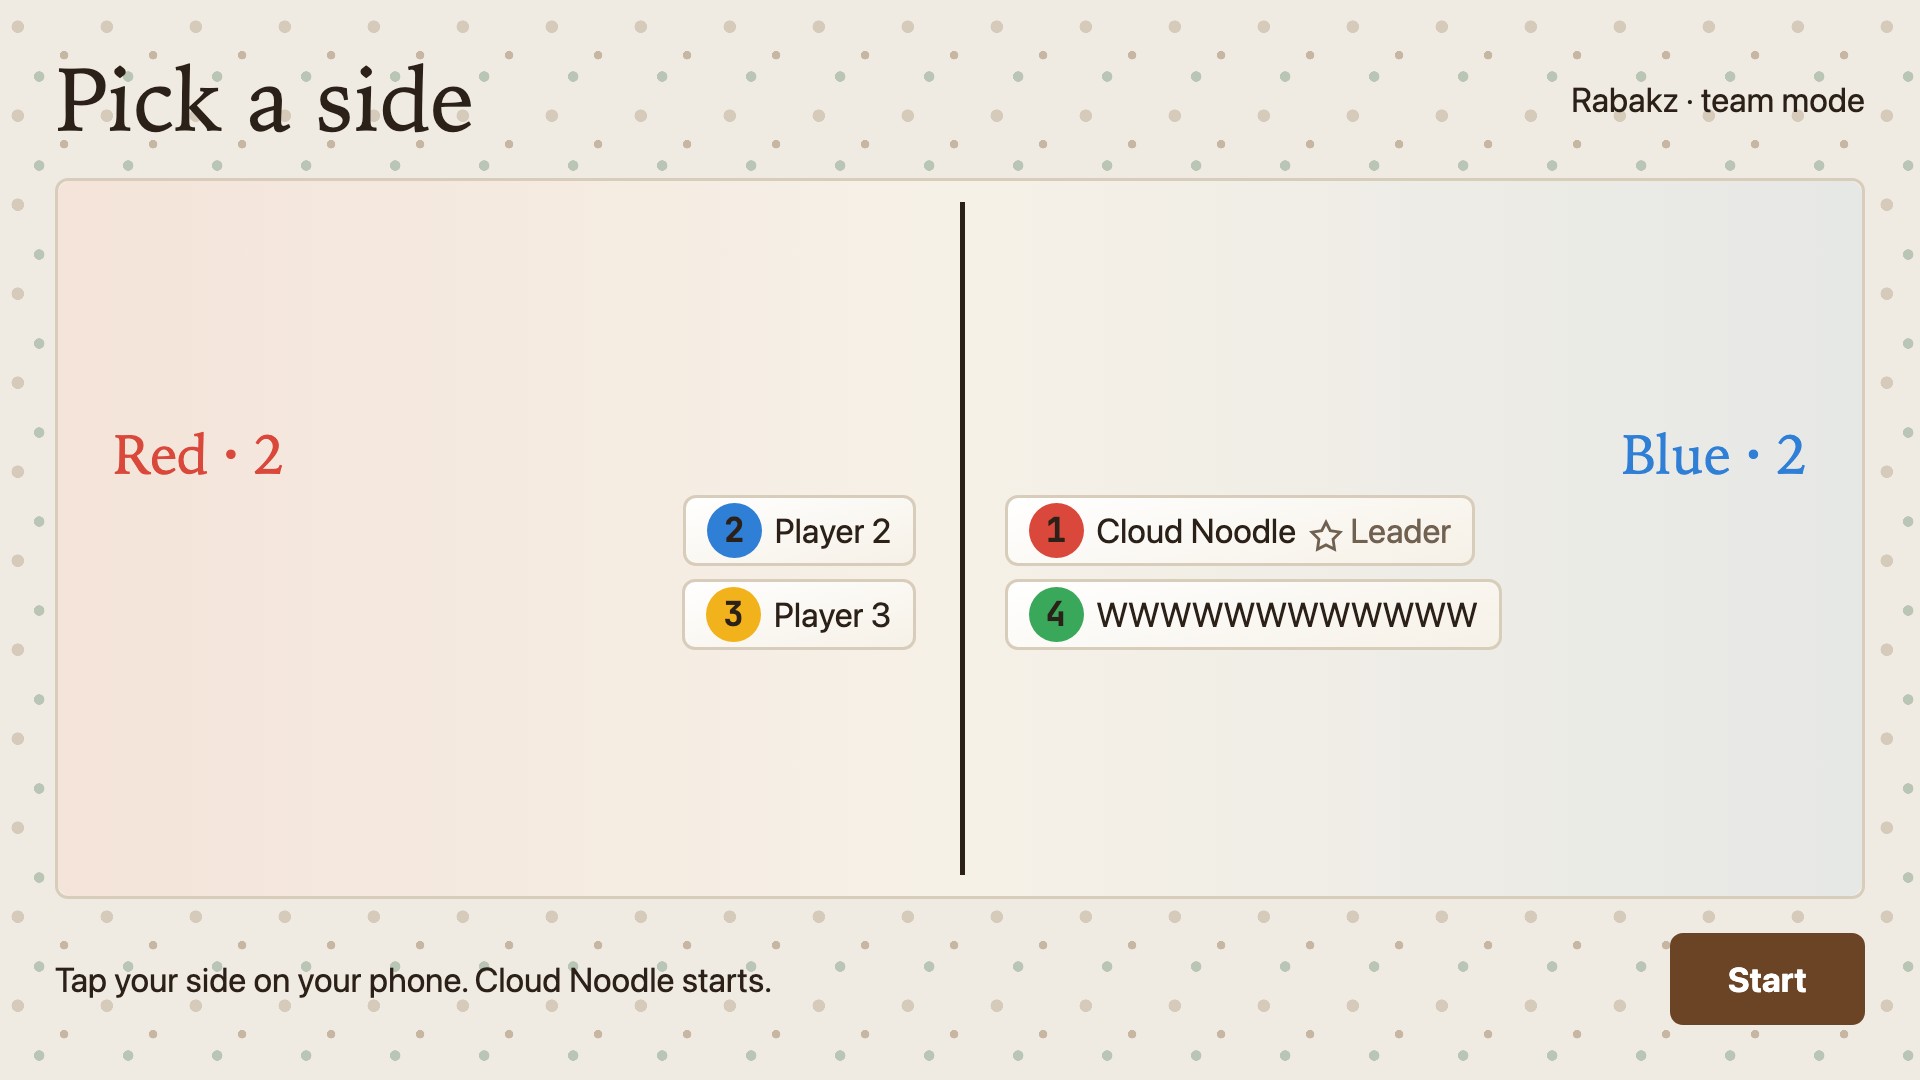 Pick a side
Rabakz · team mode
Red · 2
Blue · 2
2 Player 2
3 Player 3
1 Cloud Noodle ☆ Leader
4 WWWWWWWWWWWW
Tap your side on your phone. Cloud Noodle starts.
Start